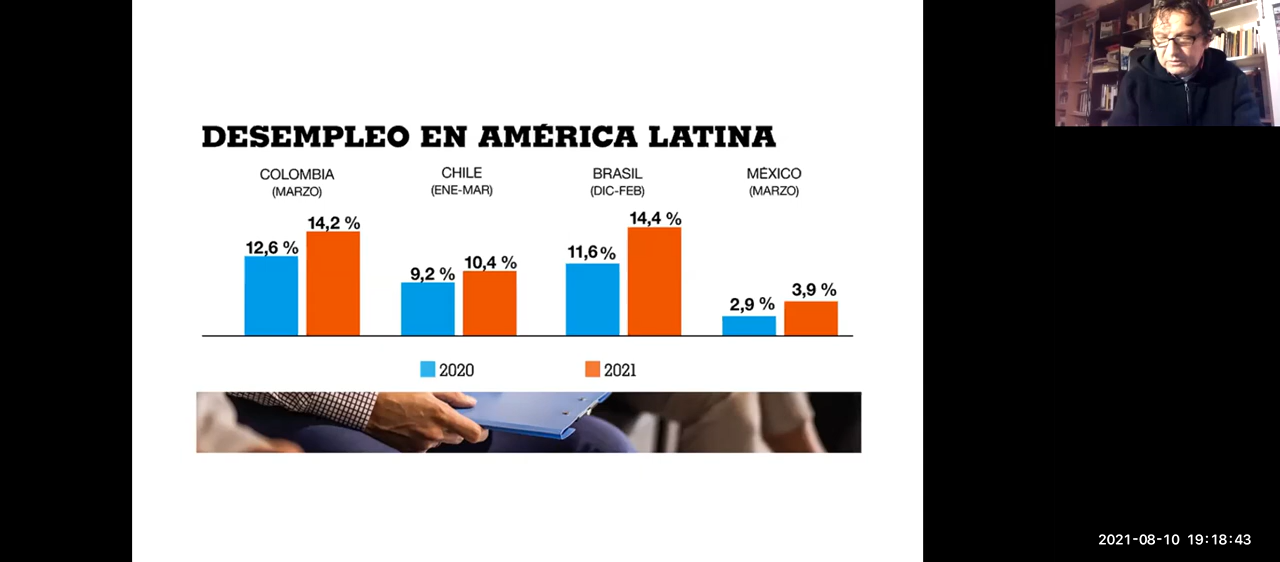 DESEMPLEO EN AMÉRICA LATINA
COLOMBIA
(MARZO)
12,6 %
14,2 %
CHILE
(ENE-MAR)
9,2 %
10,4 %
BRASIL
(DIC-FEB)
11,6 %
14,4 %
MÉXICO
(MARZO)
2,9 %
3,9 %
2020
2021
2021-08-10 19:18:43